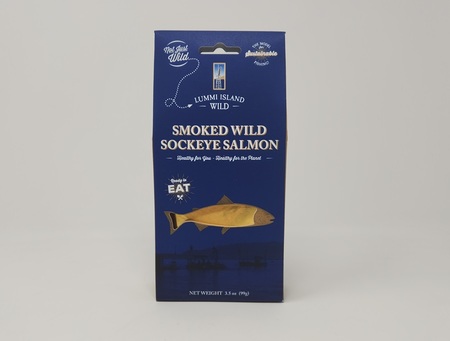 Not Just
Wild
THE MOST
Sustainable
FISHERY
LUMMI ISLAND
WILD
SMOKED WILD
SOCKEYE SALMON
Healthy for You - Healthy for the Planet
Ready to
EAT
NET WEIGHT 3.5 oz (99g)